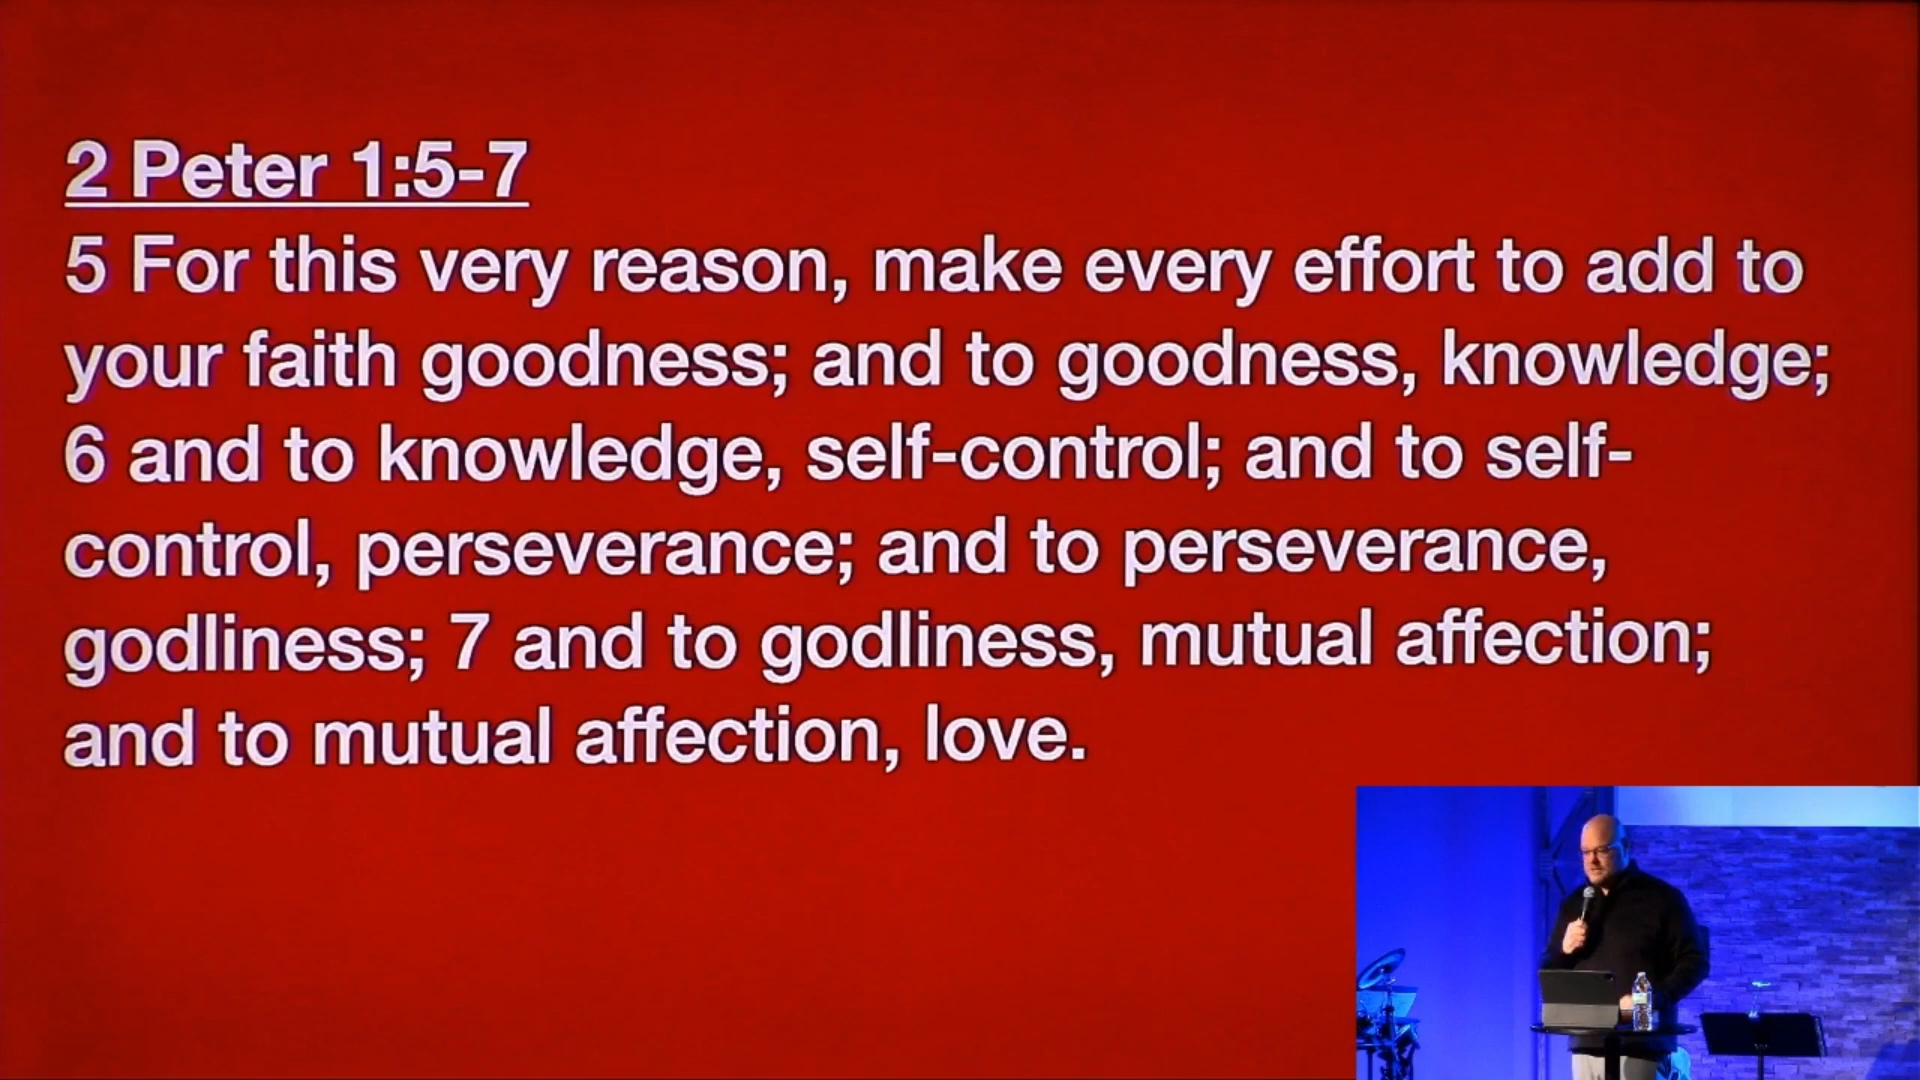 2 Peter 1:5-7
5 For this very reason, make every effort to add to
your faith goodness; and to goodness, knowledge;
6 and to knowledge, self-control; and to self-
control, perseverance; and to perseverance,
godliness; 7 and to godliness, mutual affection;
and to mutual affection, love.